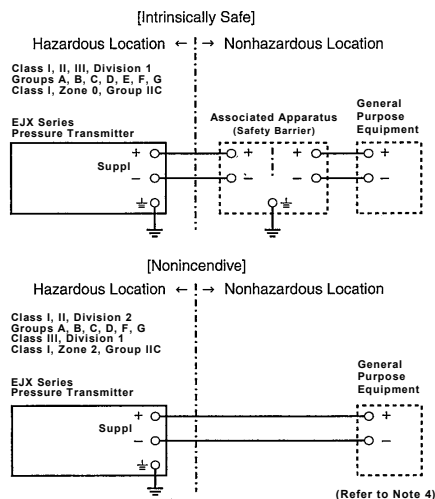 [Intrinsically Safe]
Hazardous Location ← → Nonhazardous Location
Class I, II, III, Division 1
Groups A, B, C, D, E, F, G
Class I, Zone 0, Group IIC
EJX Series
Pressure Transmitter
Associated Apparatus
(Safety Barrier)
General
Purpose
Equipment
Suppl
+ + + +
− − − −
[Nonincendive]
Hazardous Location ← → Nonhazardous Location
Class I, II, Division 2
Groups A, B, C, D, F, G
Class III, Division 1
Class I, Zone 2, Group IIC
EJX Series
Pressure Transmitter
General
Purpose
Equipment
Suppl
+ +
− −
(Refer to Note 4)